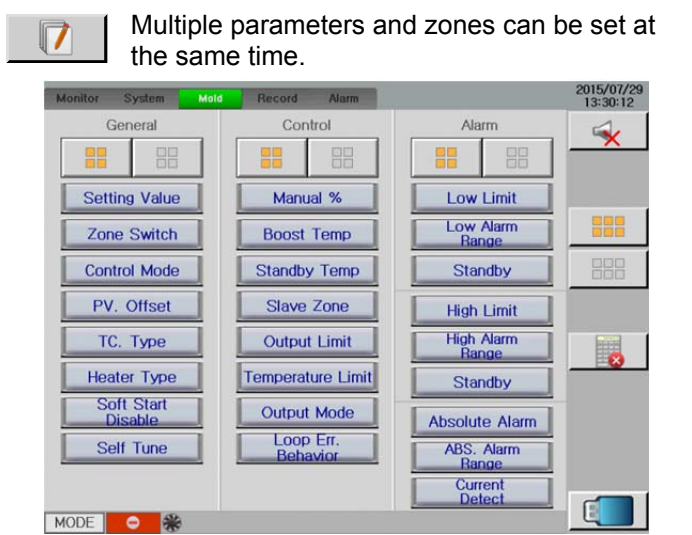 Multiple parameters and zones can be set at
the same time.
Monitor System Mold Record Alarm
2015/07/29
13:30:12
General
Setting Value
Zone Switch
Control Mode
PV. Offset
TC. Type
Heater Type
Soft Start
Disable
Self Tune
Control
Manual %
Boost Temp
Standby Temp
Slave Zone
Output Limit
Temperature Limit
Output Mode
Loop Err.
Behavior
Alarm
Low Limit
Low Alarm
Range
Standby
High Limit
High Alarm
Range
Standby
Absolute Alarm
ABS. Alarm
Range
Current
Detect
MODE